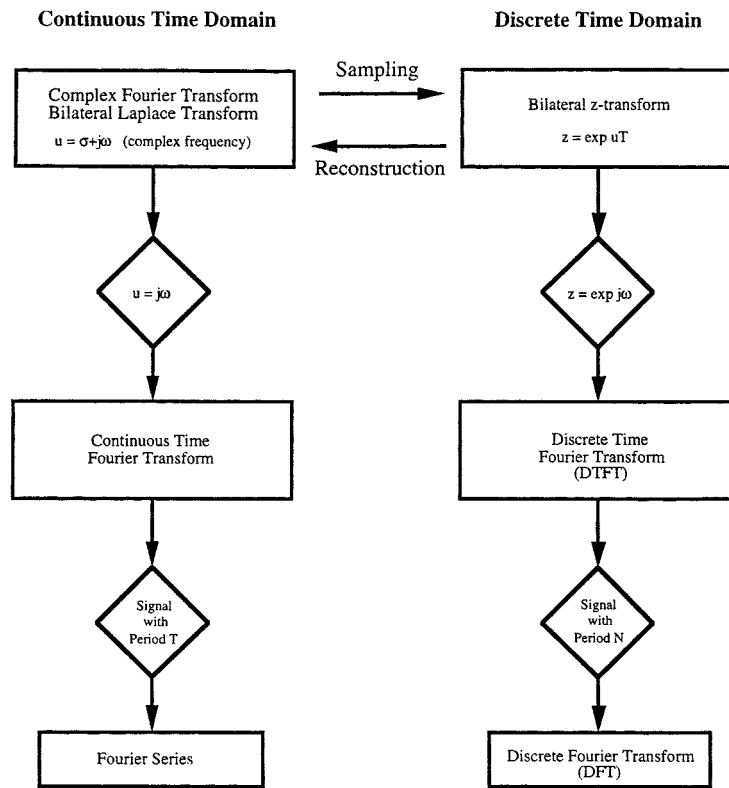 Continuous Time Domain
Discrete Time Domain
Complex Fourier Transform
Bilateral Laplace Transform
u = σ+jω (complex frequency)
Sampling
Reconstruction
Bilateral z-transform
z = exp uT
u = jω
z = exp jω
Continuous Time
Fourier Transform
Discrete Time
Fourier Transform
(DTFT)
Signal
with
Period T
Signal
with
Period N
Fourier Series
Discrete Fourier Transform
(DFT)